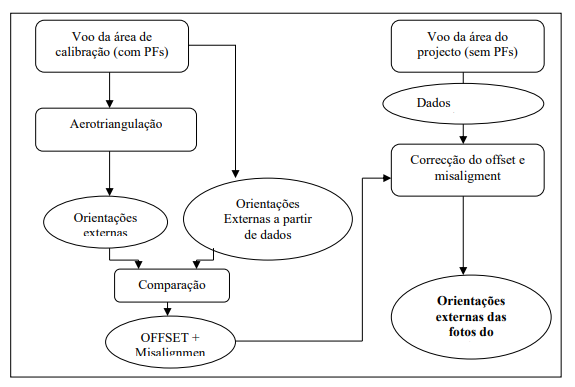 Voo da área de
calibração (com PFs)
Aerotriangulação
Orientações
externas
Orientações
Externas a partir
de dados
Comparação
OFFSET +
Misalignmen
Voo da área do
projecto (sem PFs)
Dados
Correcção do offset e
misaligment
Orientações
externas das
fotos do